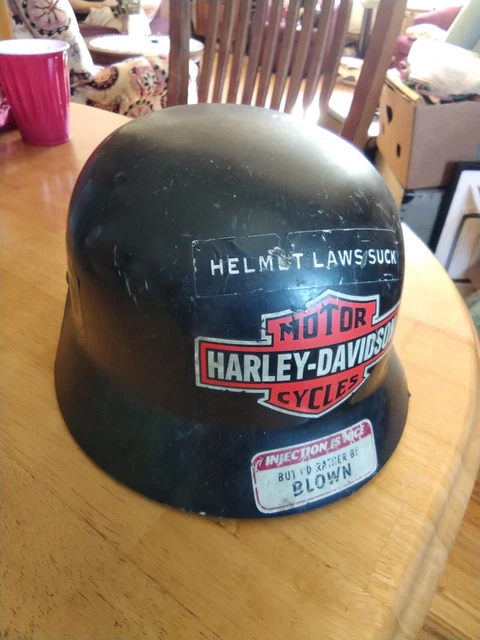 HELMET LAWS SUCK
MOTOR
HARLEY-DAVIDSON
CYCLES
INJECTION IS NICE
BUT I'D RATHER BE
BLOWN